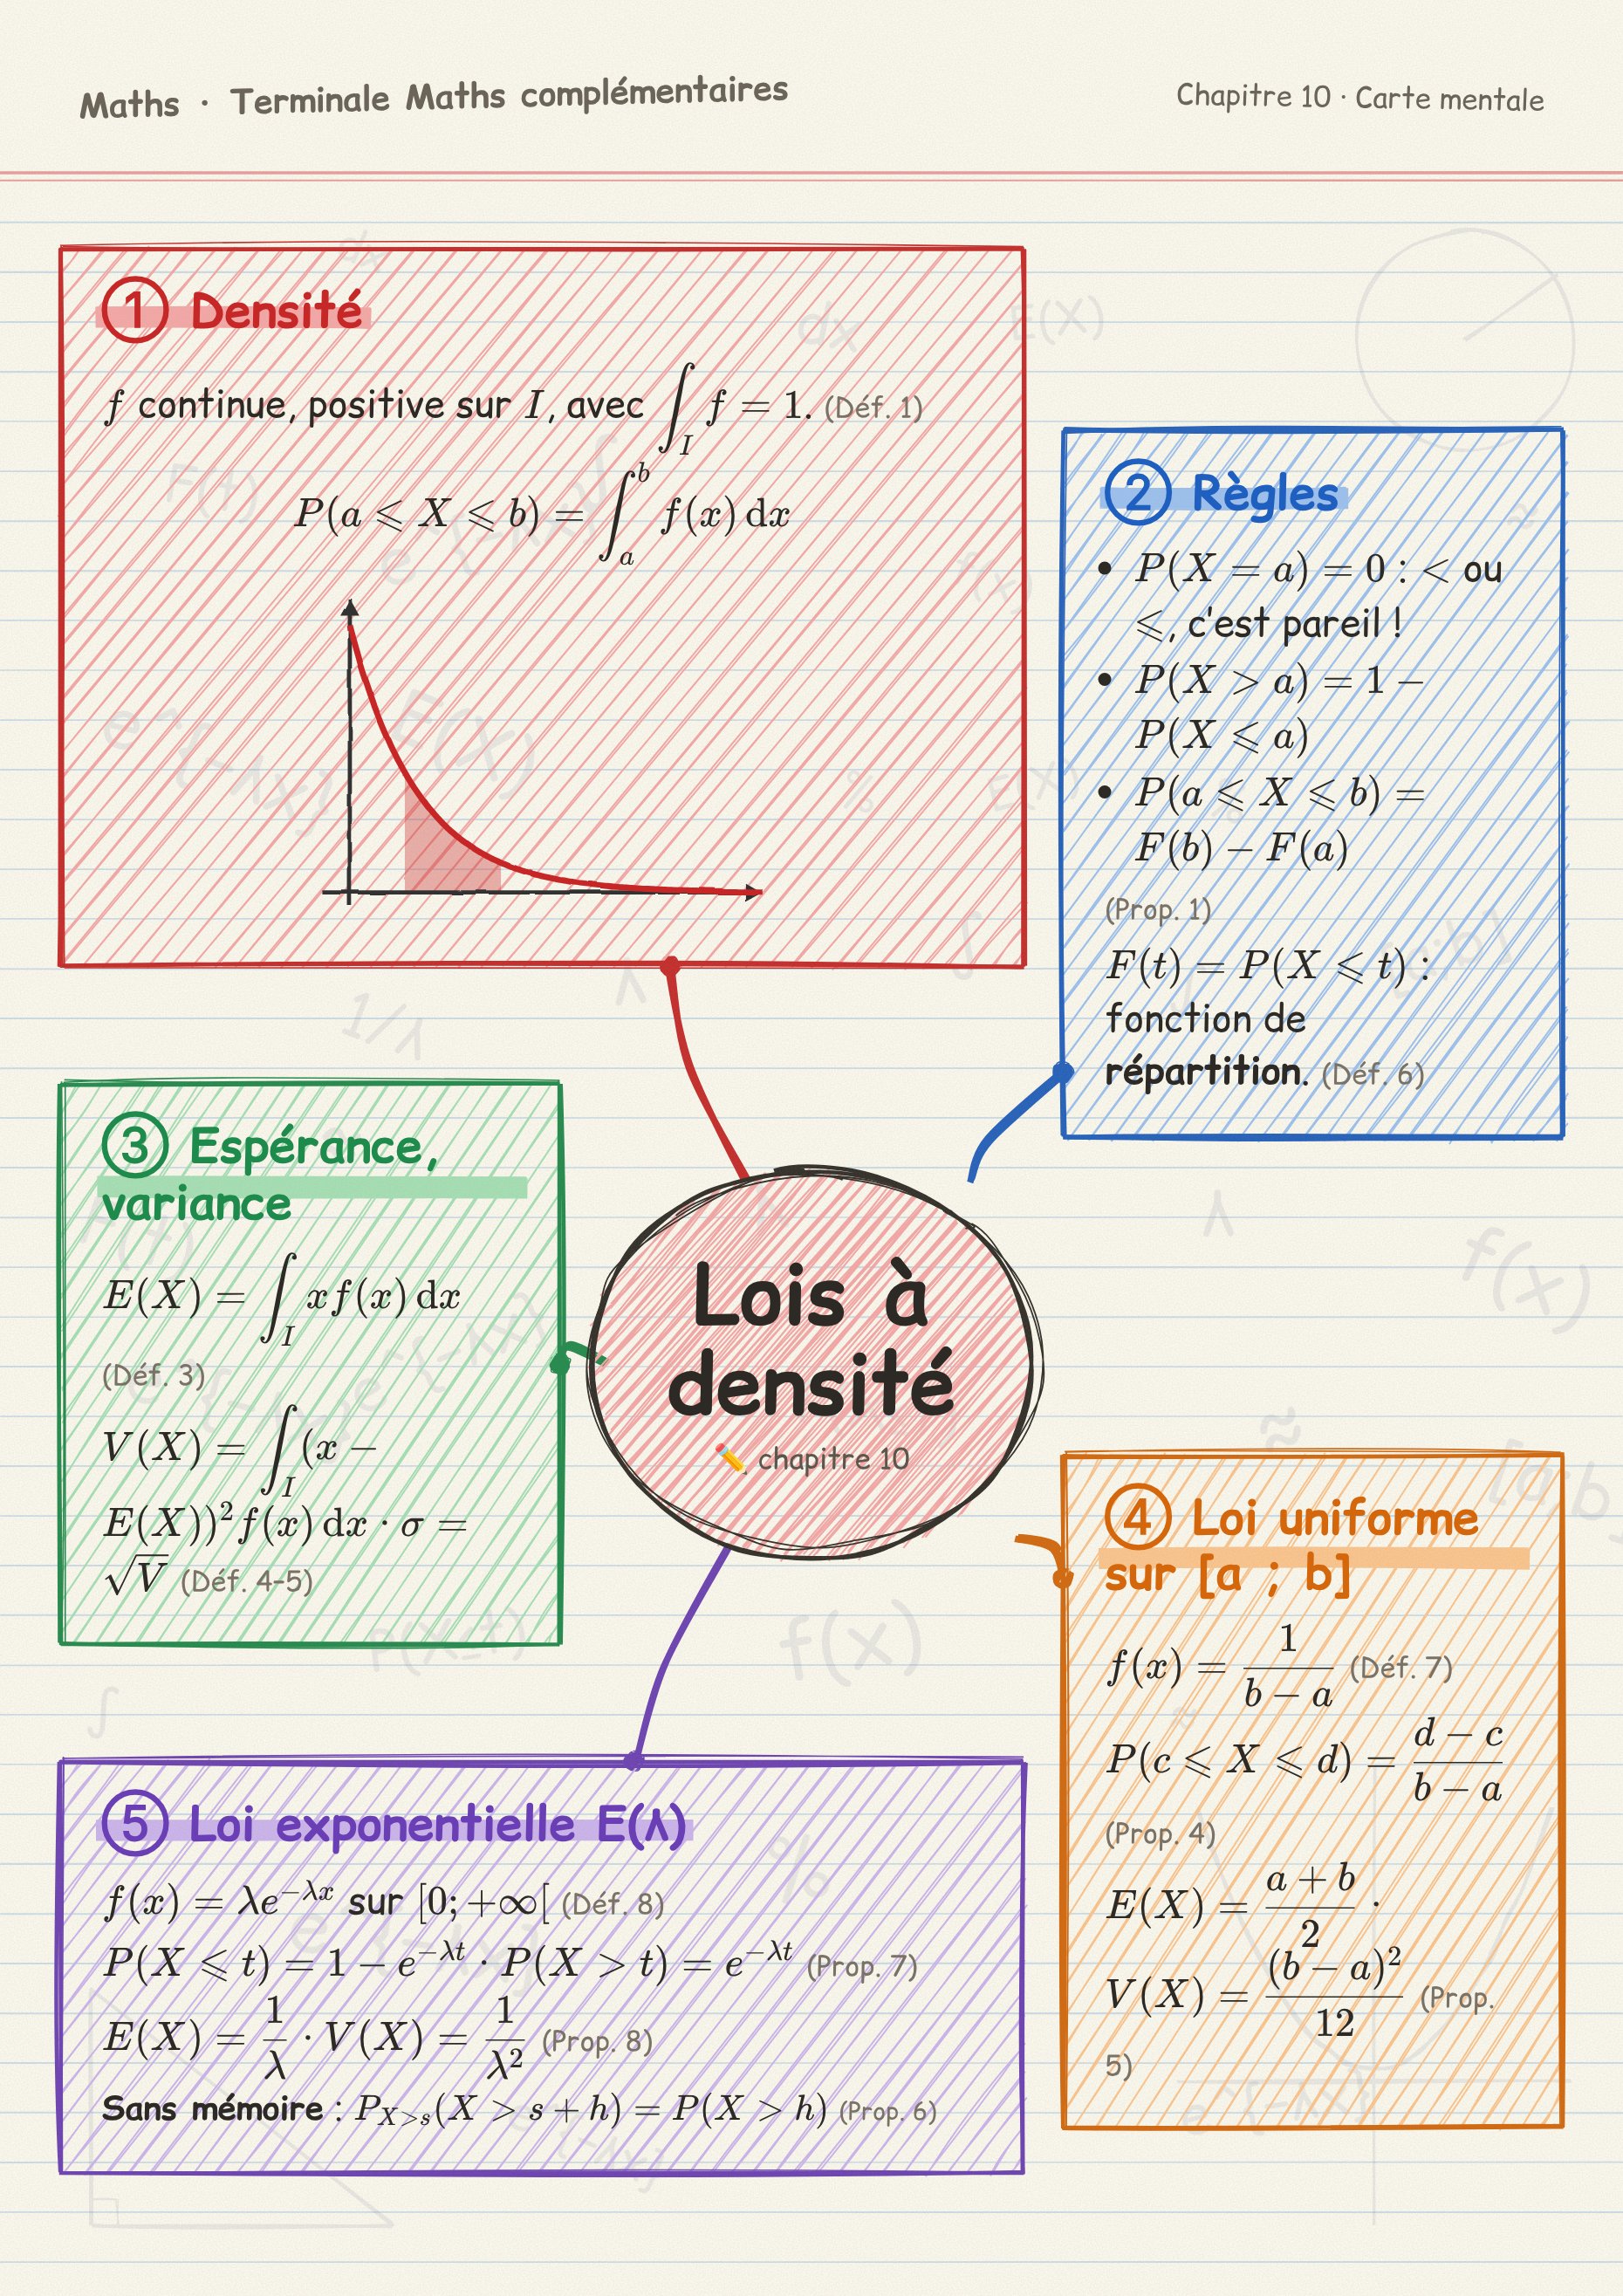 Maths · Terminale Maths complémentaires
Chapitre 10 · Carte mentale
① Densité
f continue, positive sur I, avec ∫_I f = 1. (Déf. 1)
P(a ⩽ X ⩽ b) = ∫_a^b f(x) dx
② Règles
• P(X = a) = 0 : < ou
⩽, c'est pareil !
• P(X > a) = 1 −
P(X ⩽ a)
• P(a ⩽ X ⩽ b) =
F(b) − F(a)
(Prop. 1)
F(t) = P(X ⩽ t) :
fonction de
répartition. (Déf. 6)
③ Espérance,
variance
E(X) = ∫_I xf(x) dx
(Déf. 3)
V(X) = ∫_I (x −
E(X))² f(x) dx · σ =
√V (Déf. 4-5)
Lois à
densité
✏️ chapitre 10
④ Loi uniforme
sur [a ; b]
f(x) = 1/(b − a) (Déf. 7)
P(c ⩽ X ⩽ d) = (d − c)/(b − a)
(Prop. 4)
E(X) = (a + b)/2 ·
V(X) = (b − a)²/12 (Prop.
5)
⑤ Loi exponentielle E(λ)
f(x) = λe^{−λx} sur [0; +∞[ (Déf. 8)
P(X ⩽ t) = 1 − e^{−λt} · P(X > t) = e^{−λt} (Prop. 7)
E(X) = 1/λ · V(X) = 1/λ² (Prop. 8)
Sans mémoire : P_{X>s}(X > s + h) = P(X > h) (Prop. 6)